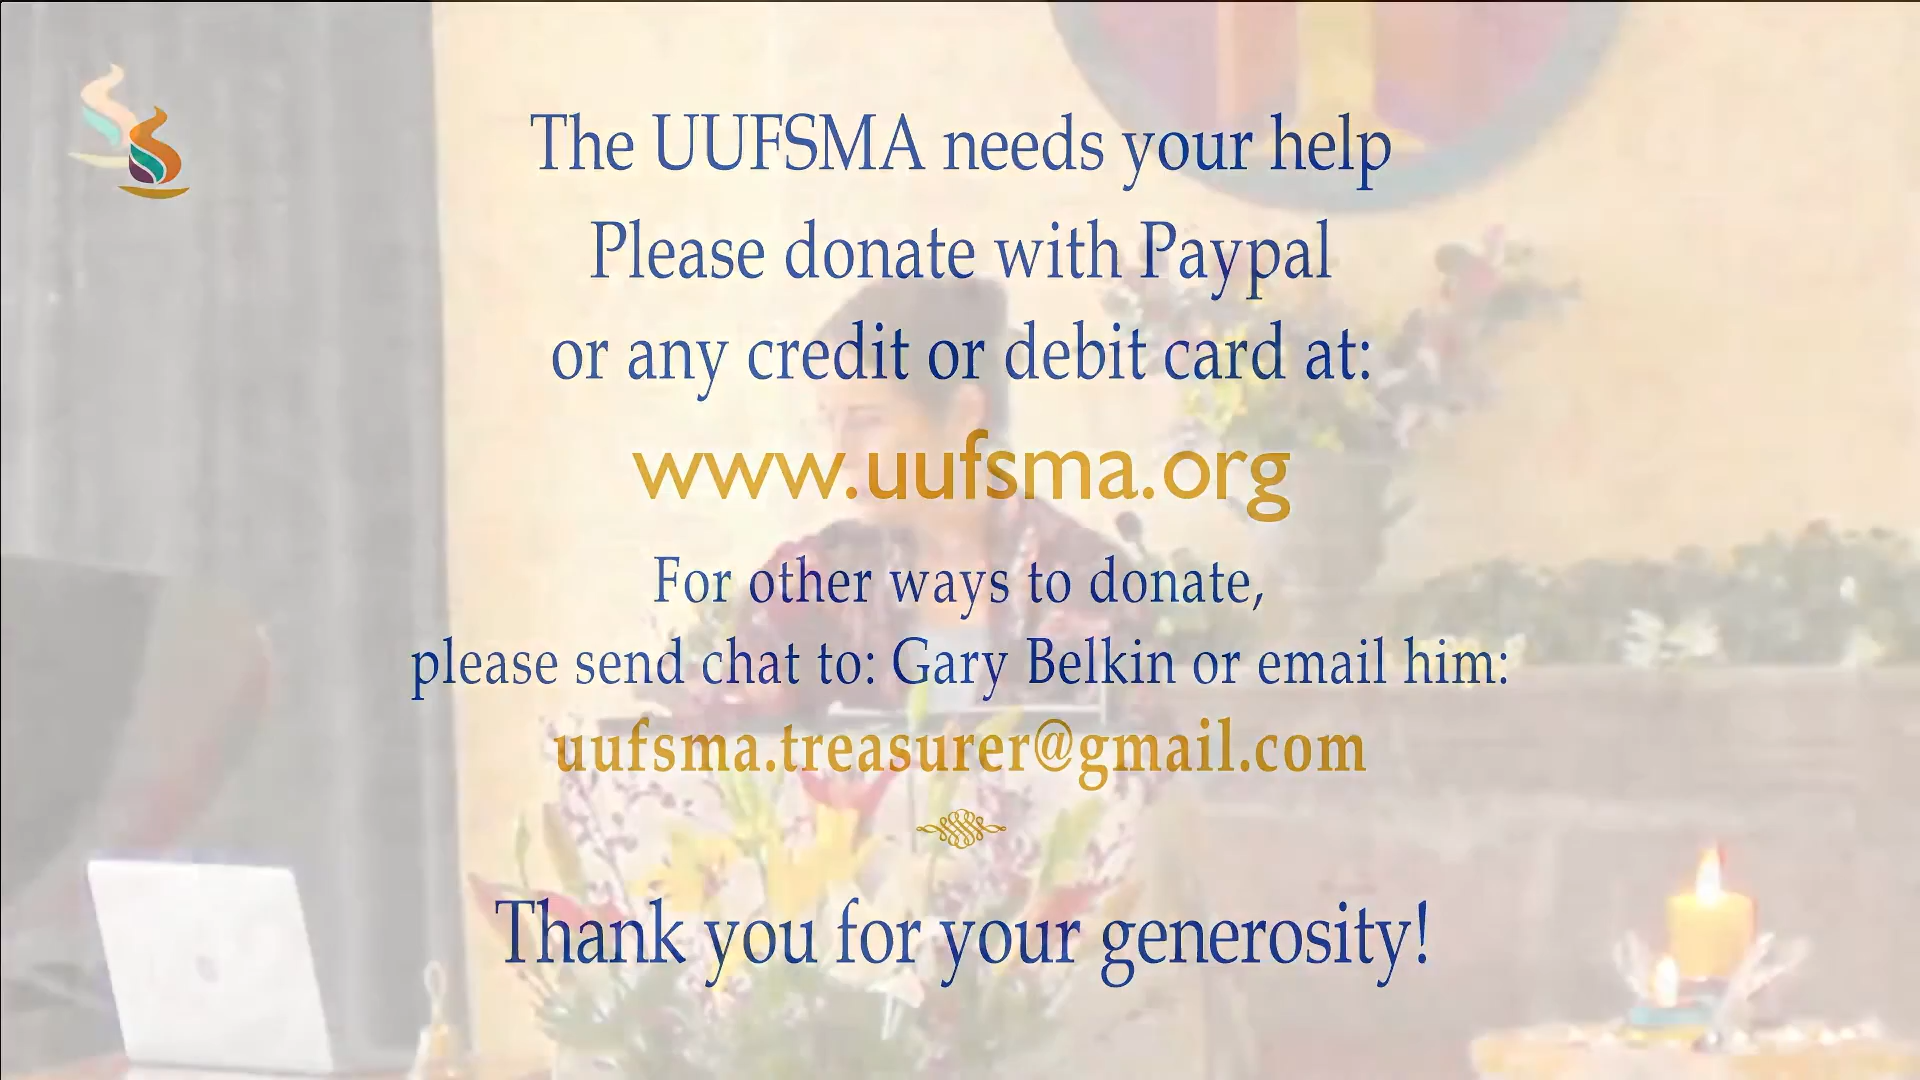 The UUFSMA needs your help
Please donate with Paypal
or any credit or debit card at:
www.uufsma.org
For other ways to donate,
please send chat to: Gary Belkin or email him:
uufsma.treasurer@gmail.com
Thank you for your generosity!